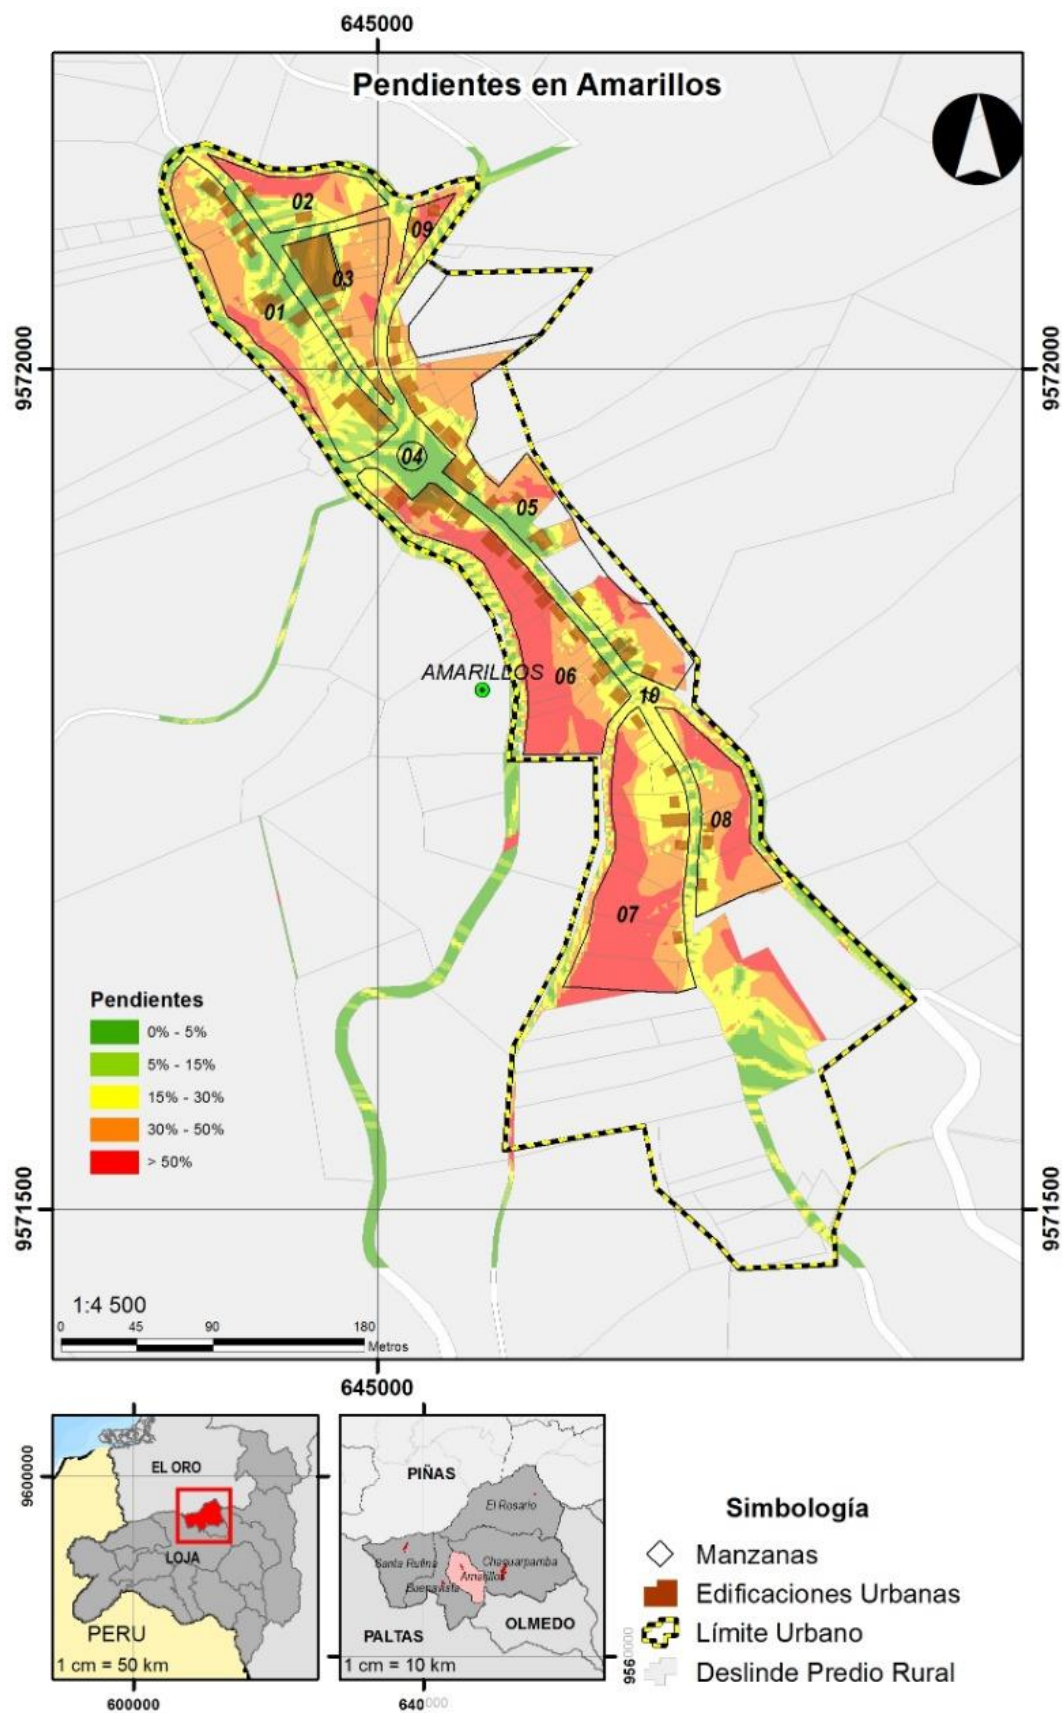 645000
Pendientes en Amarillos
02
09
03
01
9572000
9572000
04
05
AMARILLOS
06
10
08
07
Pendientes
0% - 5%
5% - 15%
15% - 30%
30% - 50%
> 50%
9571500
9571500
1:4 500
0 45 90 180
Metros
645000
9600000
EL ORO
LOJA
PERU
1 cm = 50 km
600000
PIÑAS
El Rosario
Santa Rufina
Chaguarpamba
Amarillos
Buenavista
OLMEDO
PALTAS
1 cm = 10 km
640000
9560000
Simbología
Manzanas
Edificaciones Urbanas
Límite Urbano
Deslinde Predio Rural